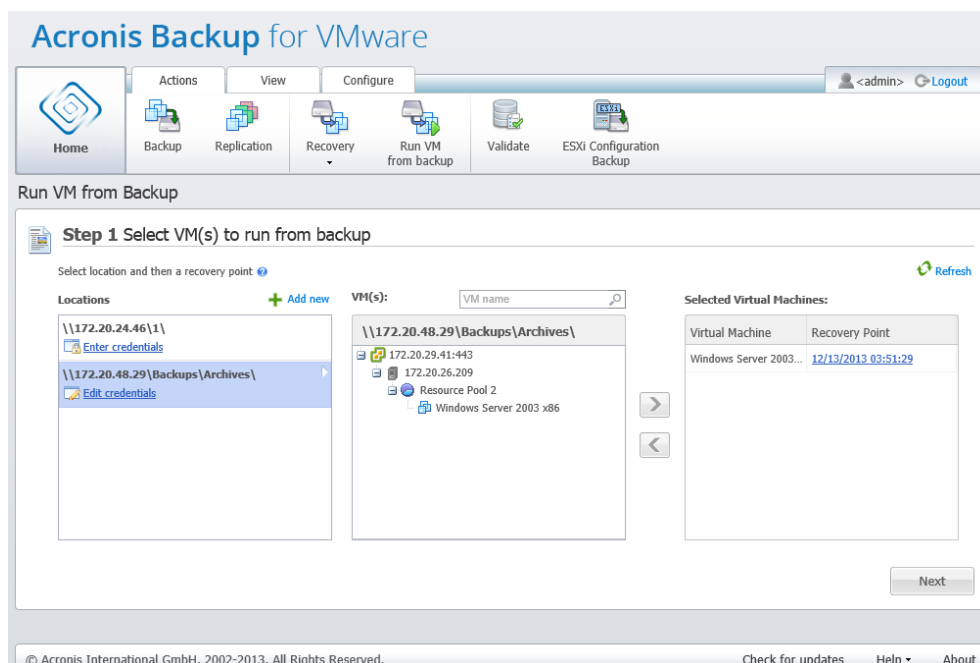 Acronis Backup for VMware
Actions View Configure
<admin> Logout
Home
Backup
Replication
Recovery
Run VM
from backup
Validate
ESXi
ESXi Configuration
Backup
Run VM from Backup
Step 1 Select VM(s) to run from backup
Select location and then a recovery point
Refresh
Locations
Add new
\\172.20.24.46\1\
Enter credentials
\\172.20.48.29\Backups\Archives\
Edit credentials
VM(s):
VM name
\\172.20.48.29\Backups\Archives\
172.20.29.41:443
172.20.26.209
Resource Pool 2
Windows Server 2003 x86
Selected Virtual Machines:
Virtual Machine Recovery Point
Windows Server 2003... 12/13/2013 03:51:29
Next
© Acronis International GmbH, 2002-2013. All Rights Reserved.
Check for updates Help About